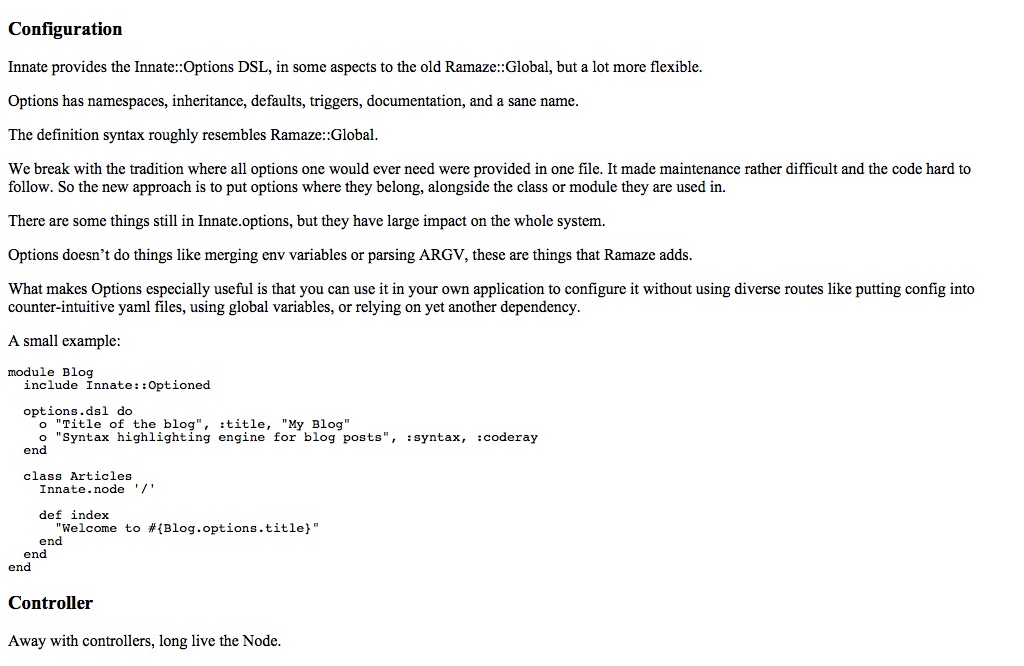 Configuration
Innate provides the Innate::Options DSL, in some aspects to the old Ramaze::Global, but a lot more flexible.
Options has namespaces, inheritance, defaults, triggers, documentation, and a sane name.
The definition syntax roughly resembles Ramaze::Global.
We break with the tradition where all options one would ever need were provided in one file. It made maintenance rather difficult and the code hard to
follow. So the new approach is to put options where they belong, alongside the class or module they are used in.
There are some things still in Innate.options, but they have large impact on the whole system.
Options doesn’t do things like merging env variables or parsing ARGV, these are things that Ramaze adds.
What makes Options especially useful is that you can use it in your own application to configure it without using diverse routes like putting config into
counter-intuitive yaml files, using global variables, or relying on yet another dependency.
A small example:
module Blog
  include Innate::Optioned
  options.dsl do
    o "Title of the blog", :title, "My Blog"
    o "Syntax highlighting engine for blog posts", :syntax, :coderay
  end
  class Articles
    Innate.node '/'
    def index
      "Welcome to #{Blog.options.title}"
    end
  end
end
Controller
Away with controllers, long live the Node.